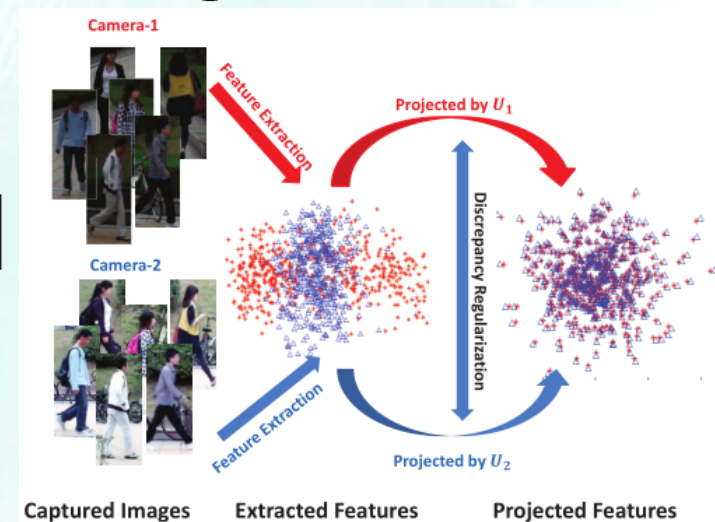 Camera-1
Feature Extraction
Projected by U₁
Discrepancy Regularization
Camera-2
Feature Extraction
Projected by U₂
Captured Images
Extracted Features
Projected Features